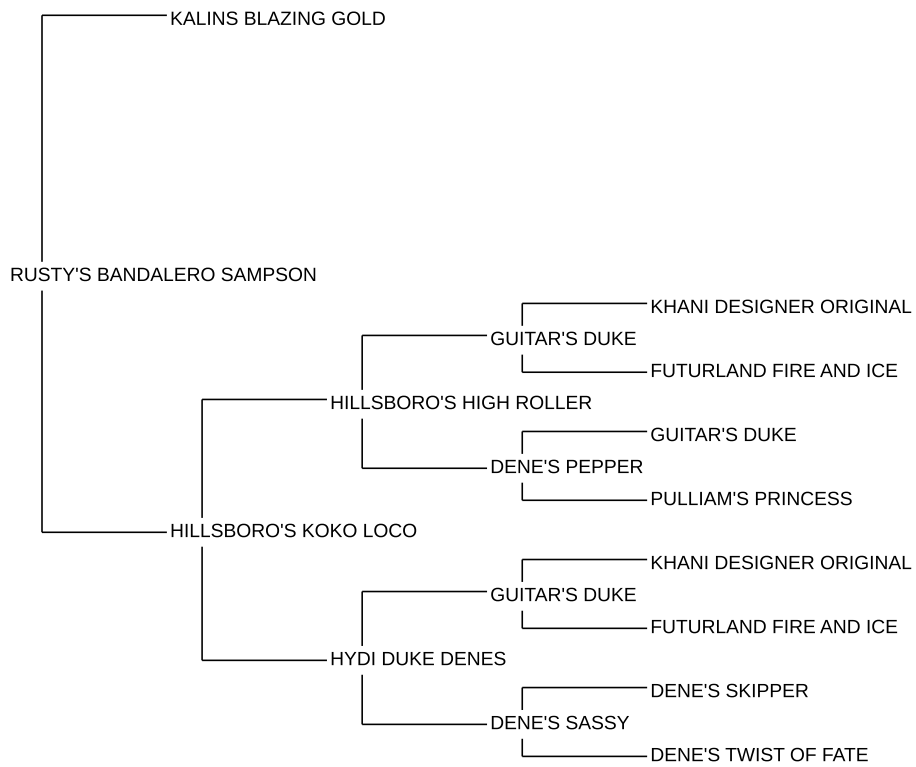 KALINS BLAZING GOLD
RUSTY'S BANDALERO SAMPSON
KHANI DESIGNER ORIGINAL
GUITAR'S DUKE
FUTURLAND FIRE AND ICE
HILLSBORO'S HIGH ROLLER
GUITAR'S DUKE
DENE'S PEPPER
PULLIAM'S PRINCESS
HILLSBORO'S KOKO LOCO
KHANI DESIGNER ORIGINAL
GUITAR'S DUKE
FUTURLAND FIRE AND ICE
HYDI DUKE DENES
DENE'S SKIPPER
DENE'S SASSY
DENE'S TWIST OF FATE